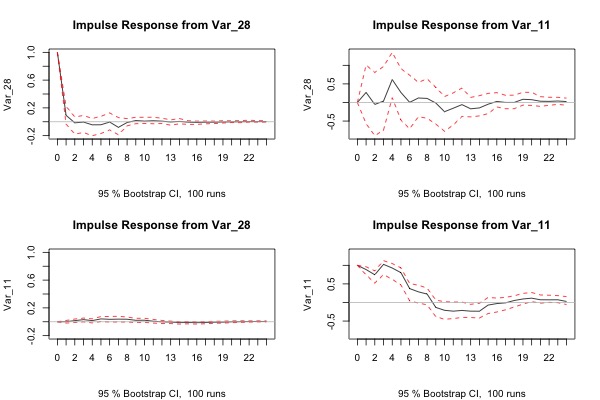 Impulse Response from Var_28
Var_28
-0.2 0.2 0.6 1.0
0 2 4 6 8 10 13 16 19 22
95 % Bootstrap CI,  100 runs
Impulse Response from Var_11
Var_28
-0.5 0.5
0 2 4 6 8 10 13 16 19 22
95 % Bootstrap CI,  100 runs
Impulse Response from Var_28
Var_11
-0.2 0.2 0.6 1.0
0 2 4 6 8 10 13 16 19 22
95 % Bootstrap CI,  100 runs
Impulse Response from Var_11
Var_11
-0.5 0.5
0 2 4 6 8 10 13 16 19 22
95 % Bootstrap CI,  100 runs